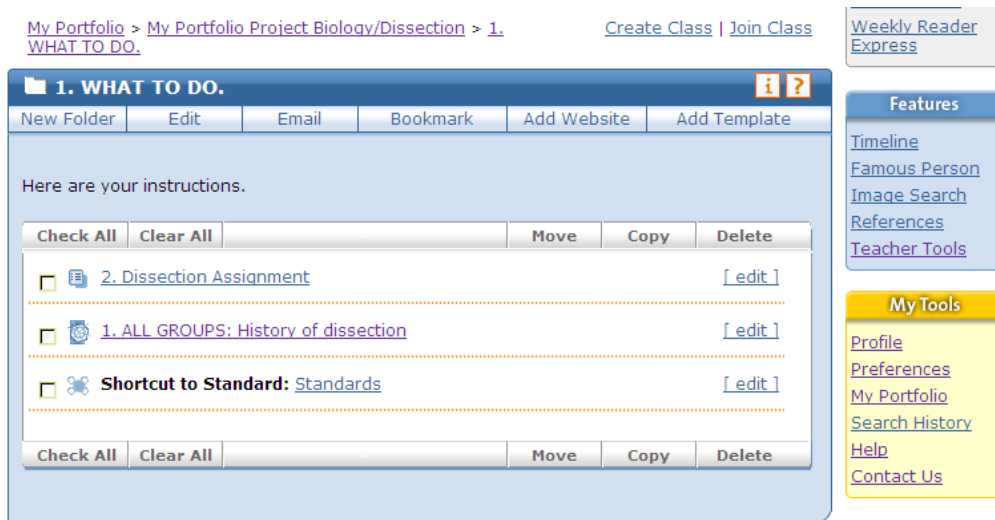 My Portfolio > My Portfolio Project Biology/Dissection > 1.
WHAT TO DO.
Create Class | Join Class
1. WHAT TO DO.
i ?
New Folder Edit Email Bookmark Add Website Add Template
Here are your instructions.
Check All Clear All Move Copy Delete
2. Dissection Assignment [ edit ]
1. ALL GROUPS: History of dissection [ edit ]
Shortcut to Standard: Standards [ edit ]
Check All Clear All Move Copy Delete
Weekly Reader
Express
Features
Timeline
Famous Person
Image Search
References
Teacher Tools
My Tools
Profile
Preferences
My Portfolio
Search History
Help
Contact Us